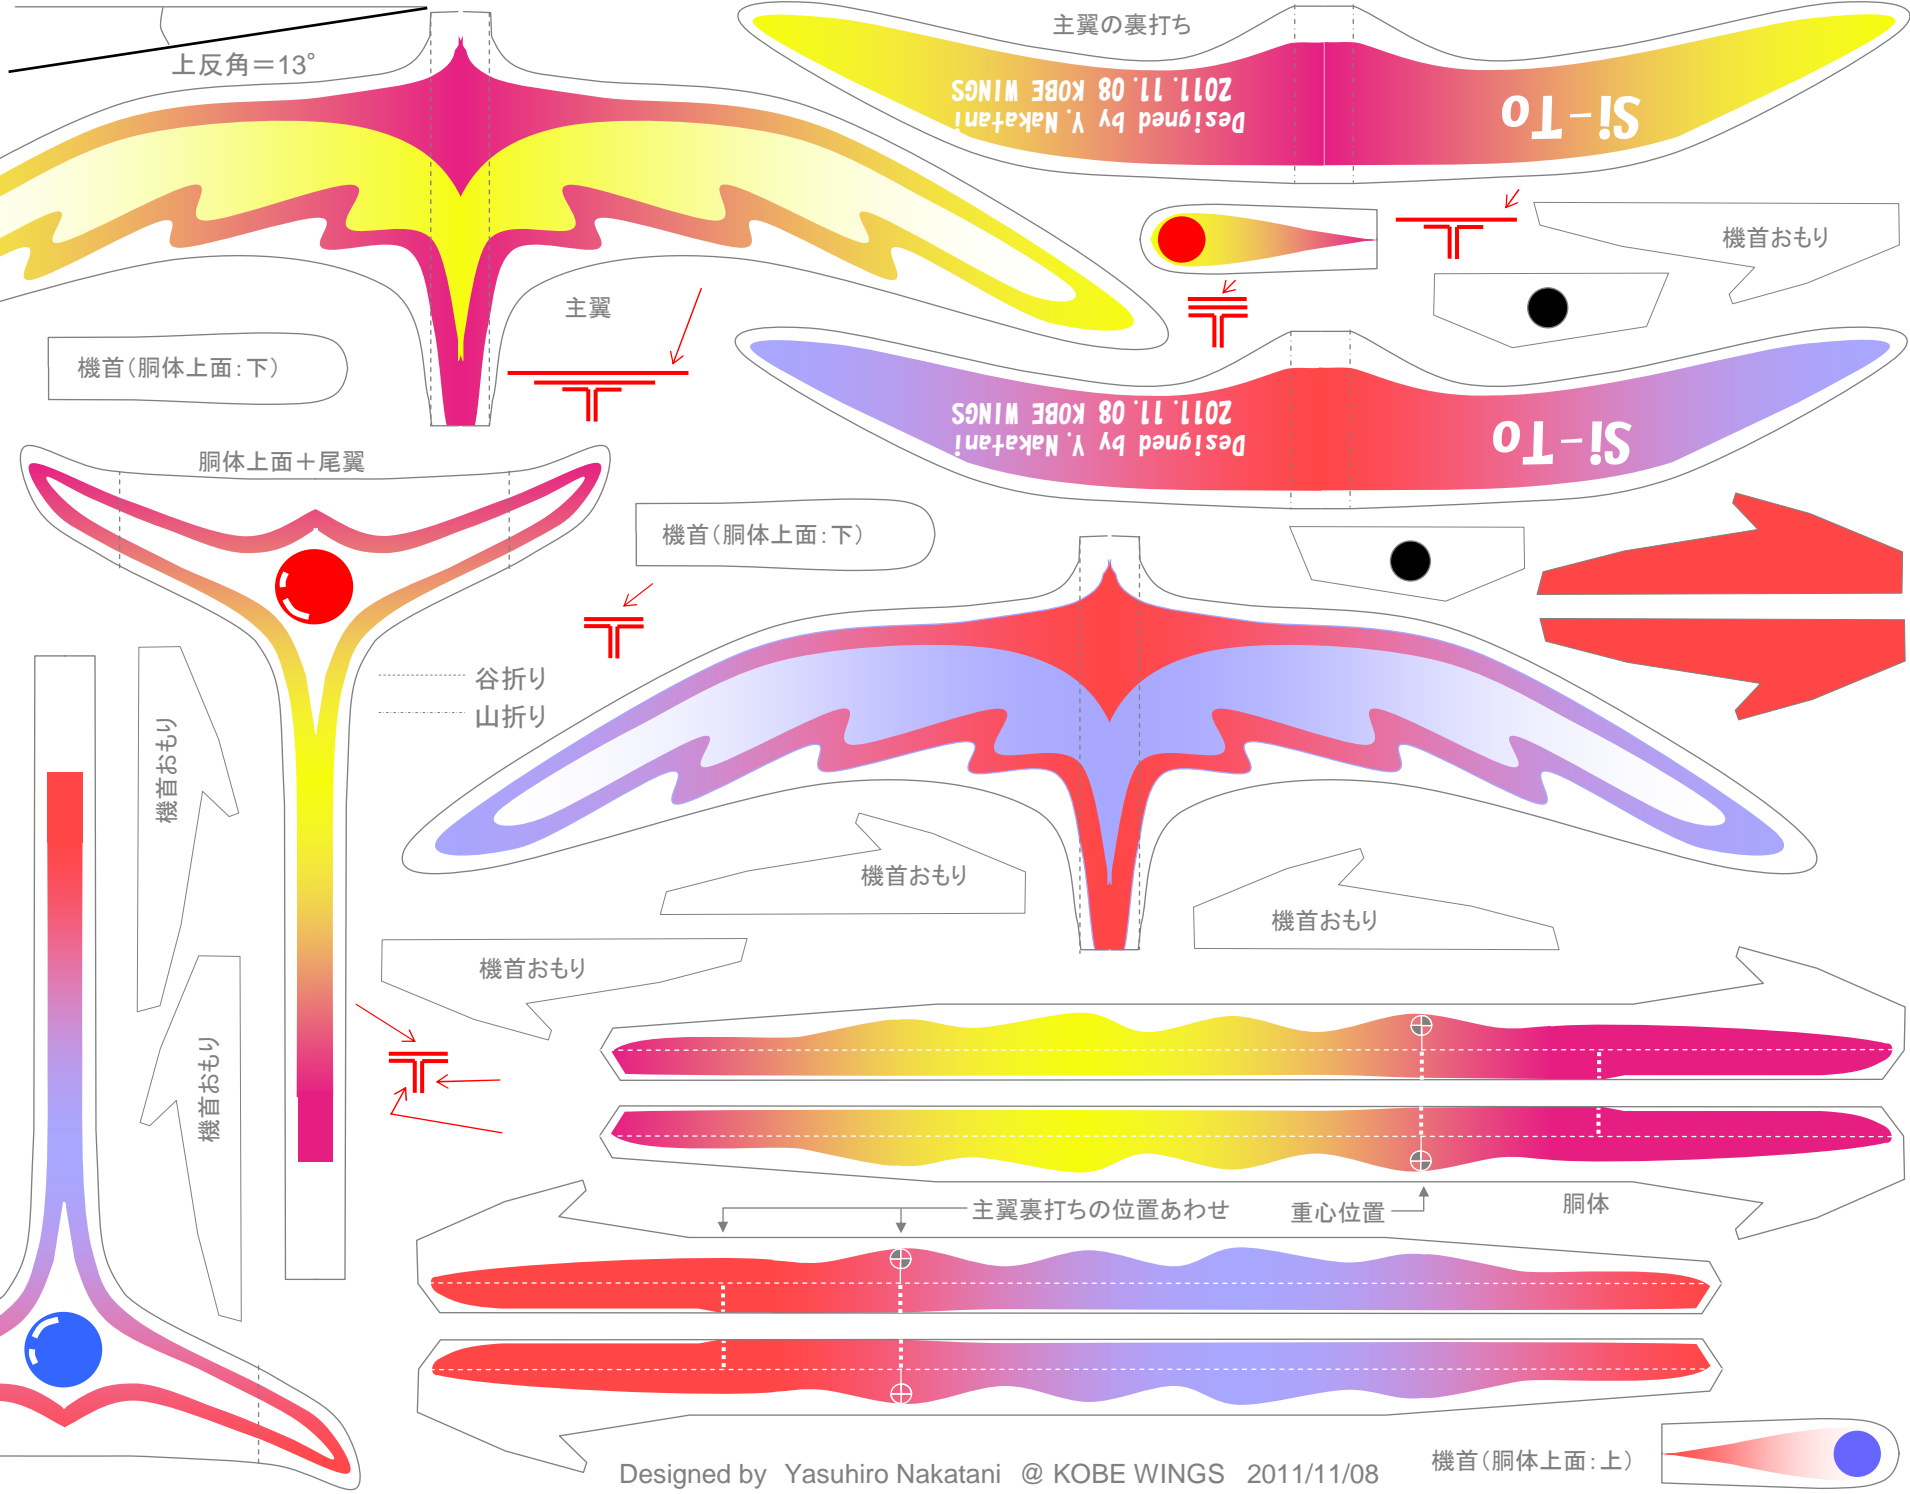 上反角＝13°
主翼の裏打ち
Designed by Y. Nakatani
2011. 11. 08 KOBE WINGS
Si-To
機首おもり
主翼
機首（胴体上面：下）
Designed by Y. Nakatani
2011. 11. 08 KOBE WINGS
Si-To
胴体上面＋尾翼
機首（胴体上面：下）
谷折り
山折り
機首おもり
機首おもり
機首おもり
機首おもり
機首おもり
主翼裏打ちの位置あわせ
重心位置
胴体
機首（胴体上面：上）
Designed by Yasuhiro Nakatani @ KOBE WINGS 2011/11/08